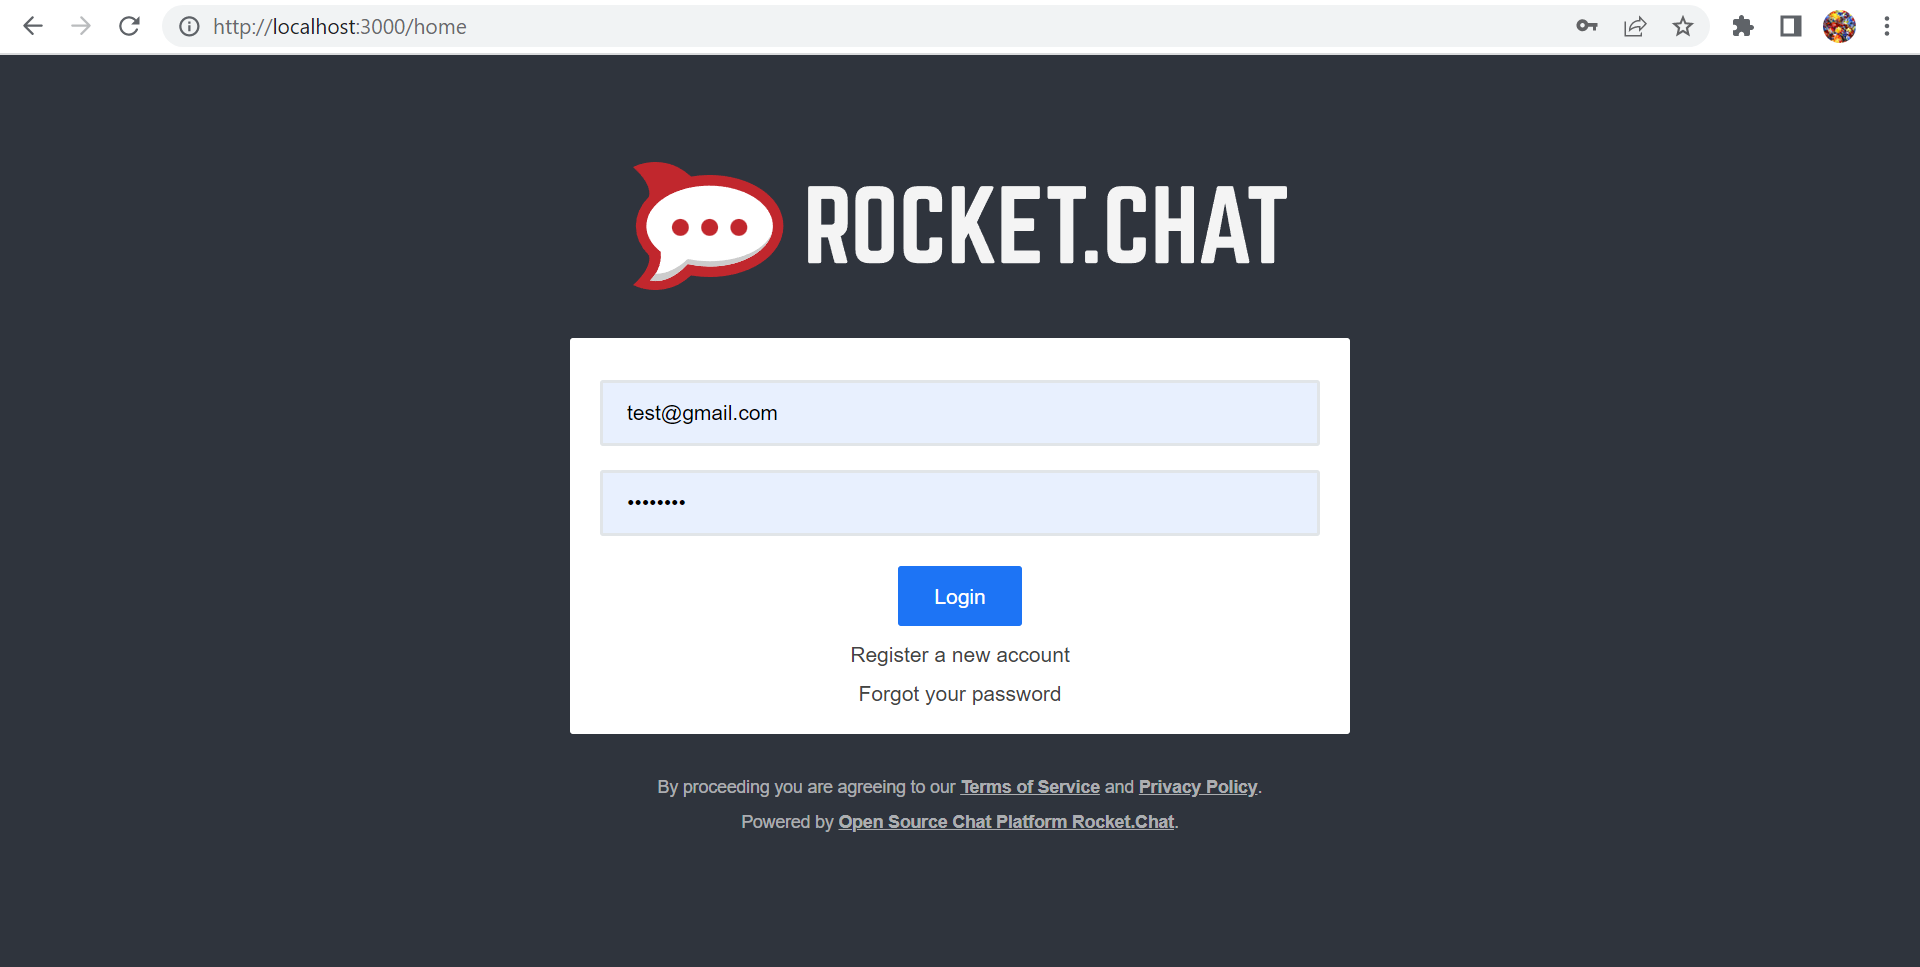 http://localhost:3000/home
ROCKET.CHAT
test@gmail.com
••••••••
Login
Register a new account
Forgot your password
By proceeding you are agreeing to our Terms of Service and Privacy Policy.
Powered by Open Source Chat Platform Rocket.Chat.